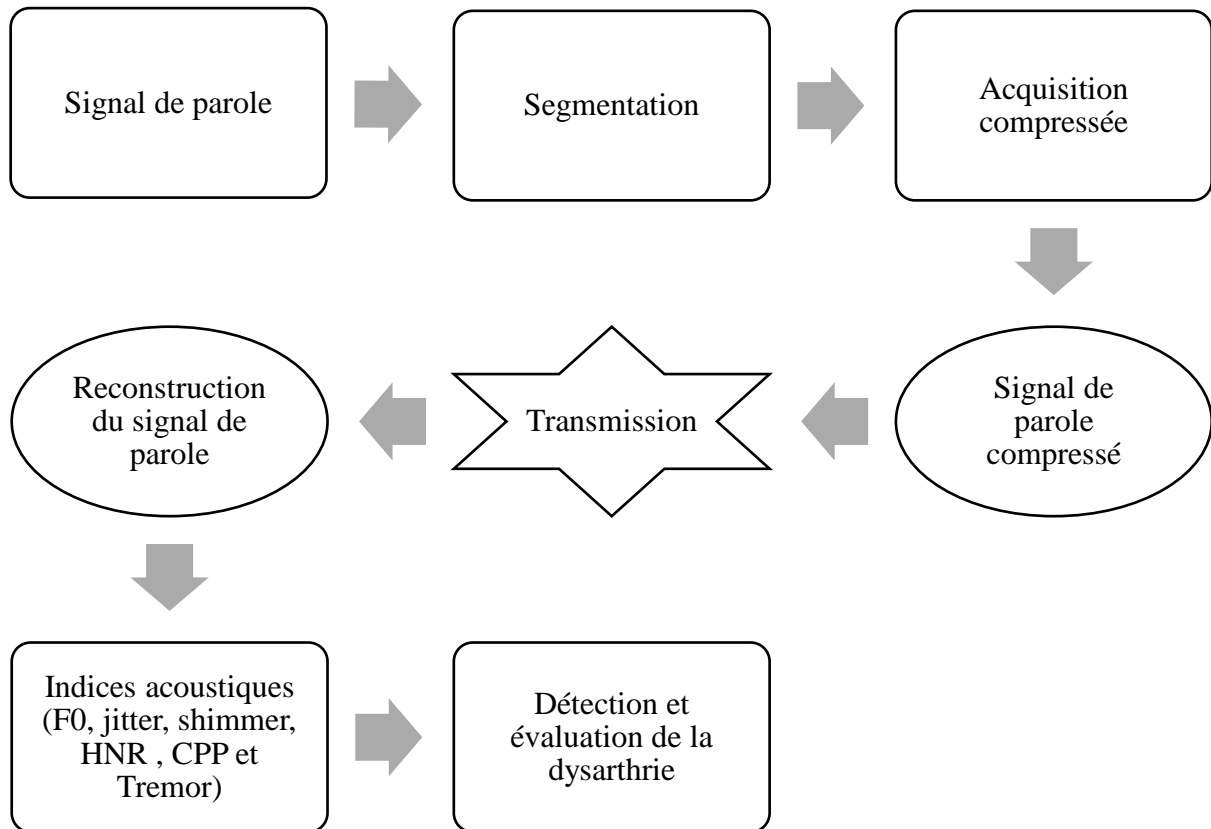 Signal de parole
Segmentation
Acquisition
compressée
Signal de
parole
compressé
Transmission
Reconstruction
du signal de
parole
Indices acoustiques
(F0, jitter, shimmer,
HNR , CPP et
Tremor)
Détection et
évaluation de la
dysarthrie